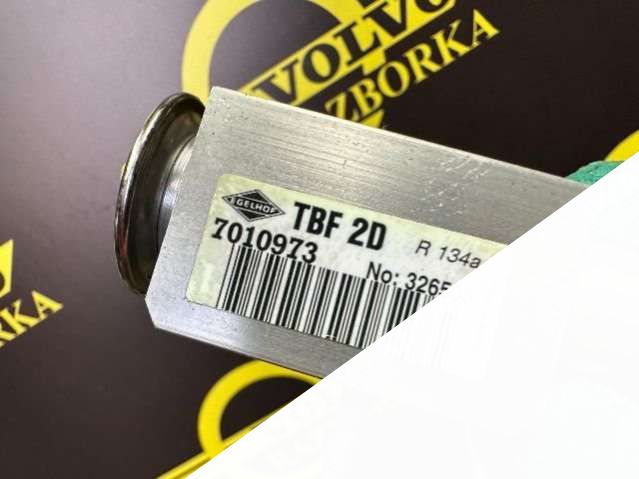 VOLVO
ZBORKA
EGELHOF
TBF 2D
R 134a
7010973
No: 3265
RKA